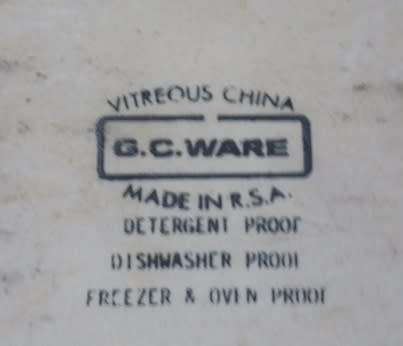 VITREOUS CHINA
G.C.WARE
MADE IN R.S.A.
DETERGENT PROOF
DISHWASHER PROOF
FREEZER & OVEN PROOF